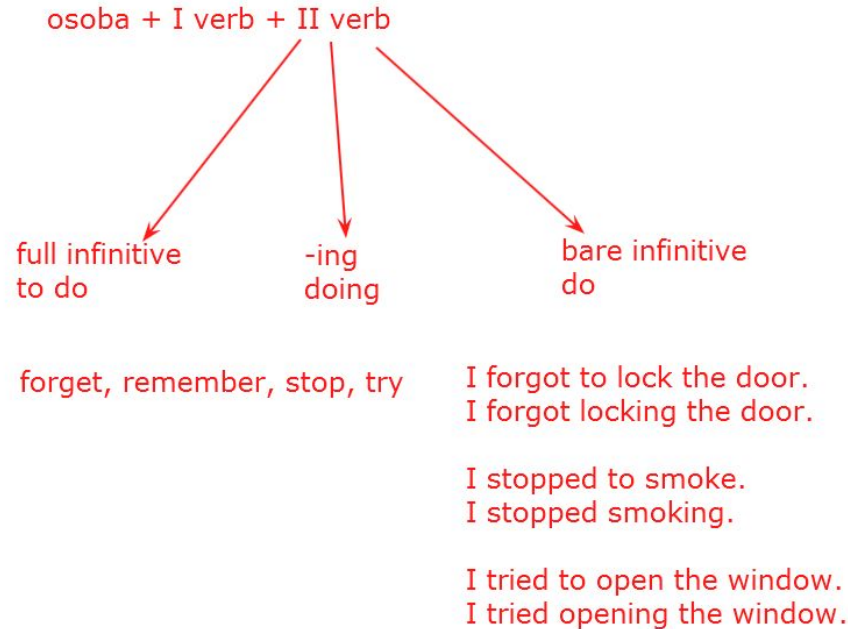 osoba + I verb + II verb
full infinitive
to do
-ing
doing
bare infinitive
do
forget, remember, stop, try
I forgot to lock the door.
I forgot locking the door.
I stopped to smoke.
I stopped smoking.
I tried to open the window.
I tried opening the window.